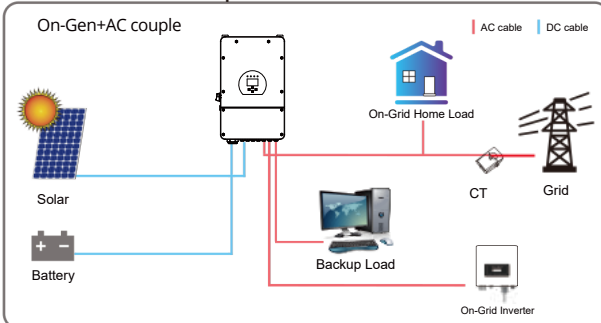 On-Gen+AC couple
AC cable
DC cable
On-Grid Home Load
Solar
CT
Grid
Battery
Backup Load
On-Grid Inverter